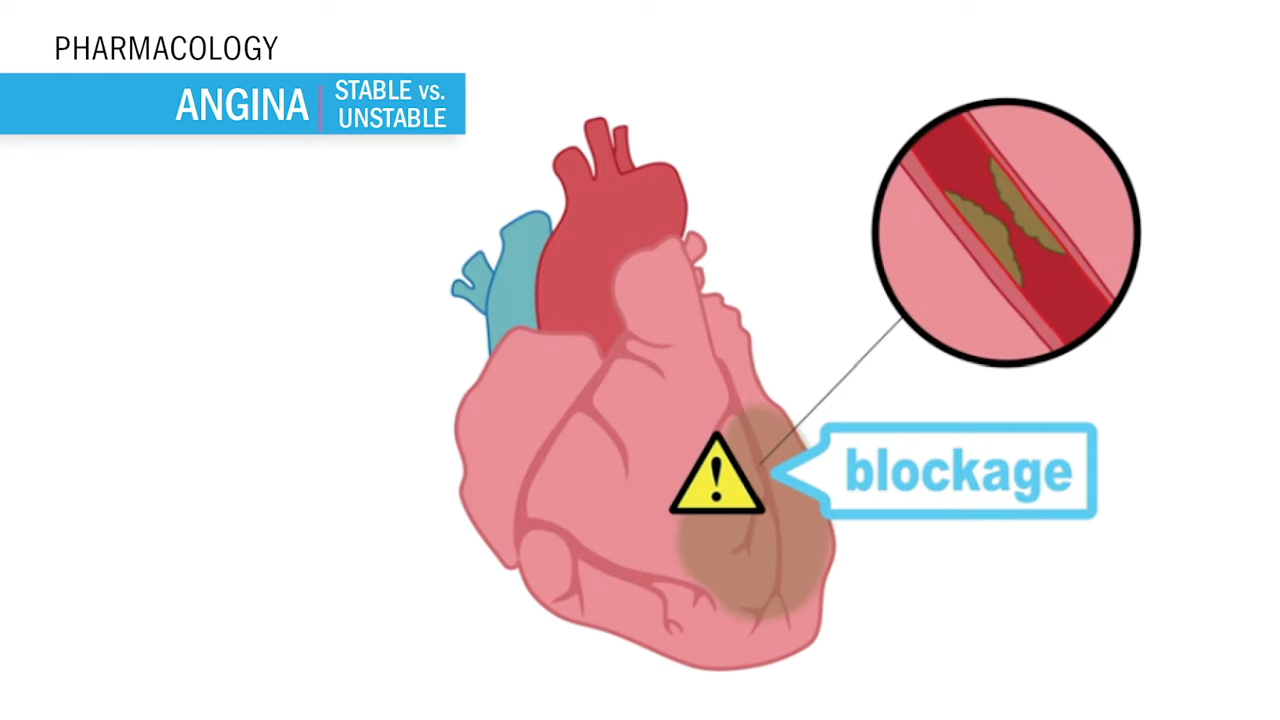 PHARMACOLOGY
ANGINA
STABLE vs.
UNSTABLE
!
blockage